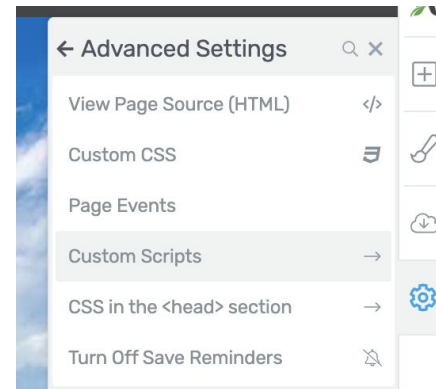 Advanced Settings
View Page Source (HTML)
Custom CSS
Page Events
Custom Scripts
CSS in the <head> section
Turn Off Save Reminders